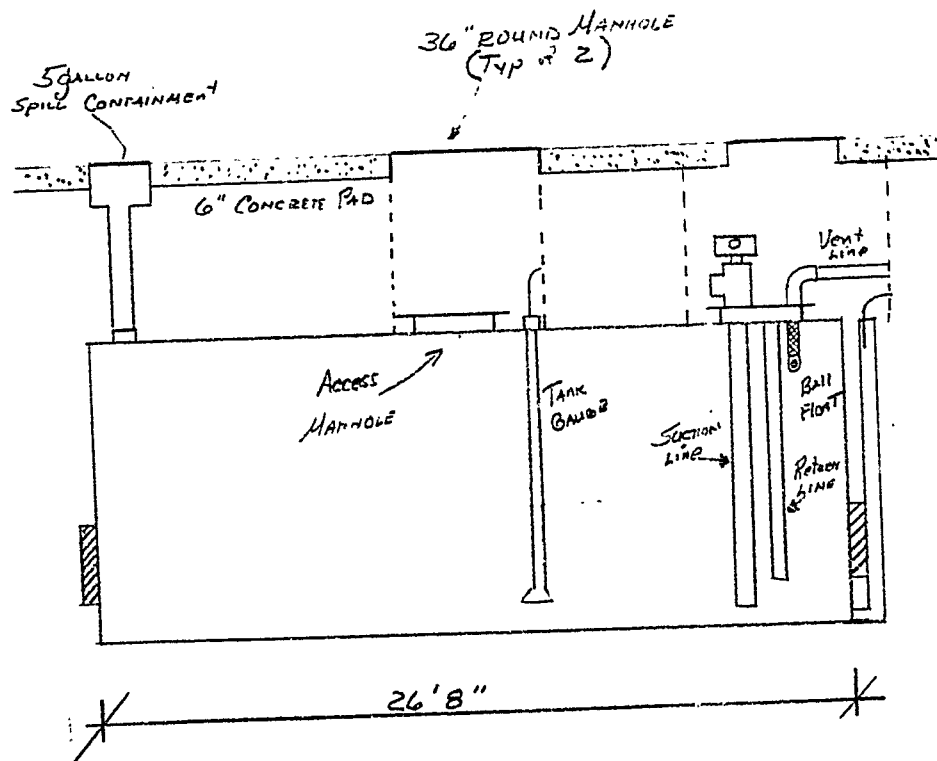 36" ROUND MANHOLE
(TYP OF 2)
5 GALLON
SPILL CONTAINMENT
6" CONCRETE PAD
Vent
LINE
Access
MANHOLE
TANK
GAUGE
SUCTION
LINE
Ball
FLOAT
Return
LINE
26'8"